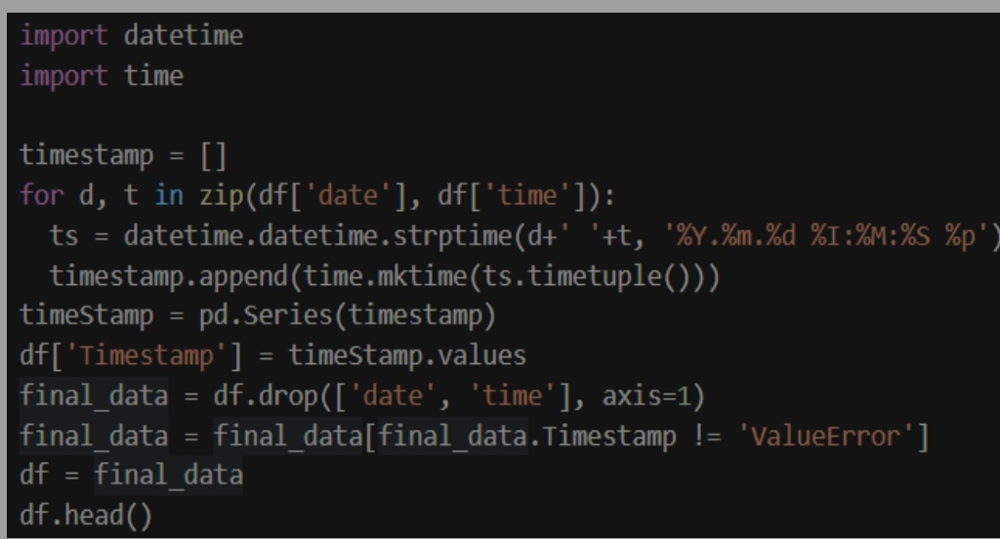 import datetime
import time
timestamp = []
for d, t in zip(df['date'], df['time']):
  ts = datetime.datetime.strptime(d+' '+t, '%Y.%m.%d %I:%M:%S %p')
  timestamp.append(time.mktime(ts.timetuple()))
timeStamp = pd.Series(timestamp)
df['Timestamp'] = timeStamp.values
final_data = df.drop(['date', 'time'], axis=1)
final_data = final_data[final_data.Timestamp != 'ValueError']
df = final_data
df.head()